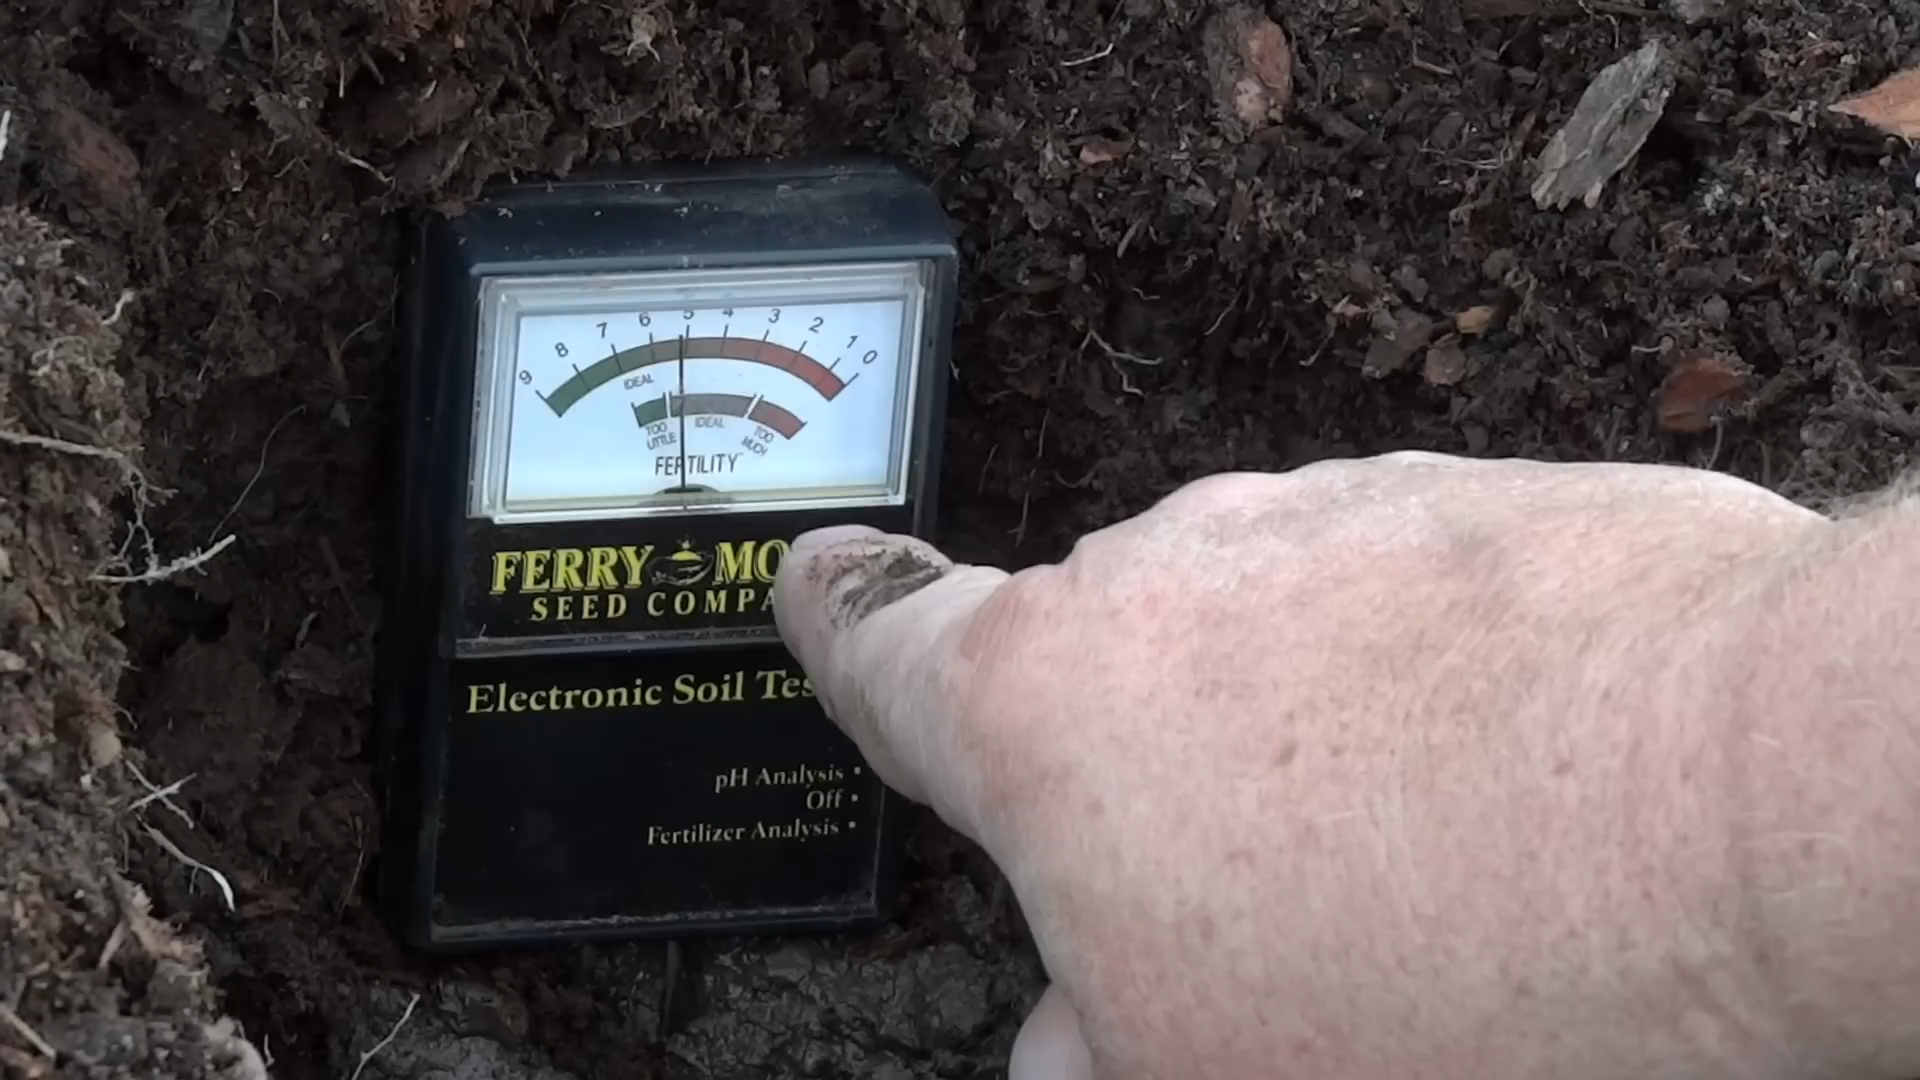 9 8 7 6 5 4 3 2 1 0
IDEAL
TOO LITTLE IDEAL TOO MUCH
FERTILITY
FERRY MO
SEED COMPA
Electronic Soil Tes
pH Analysis •
Off •
Fertilizer Analysis •